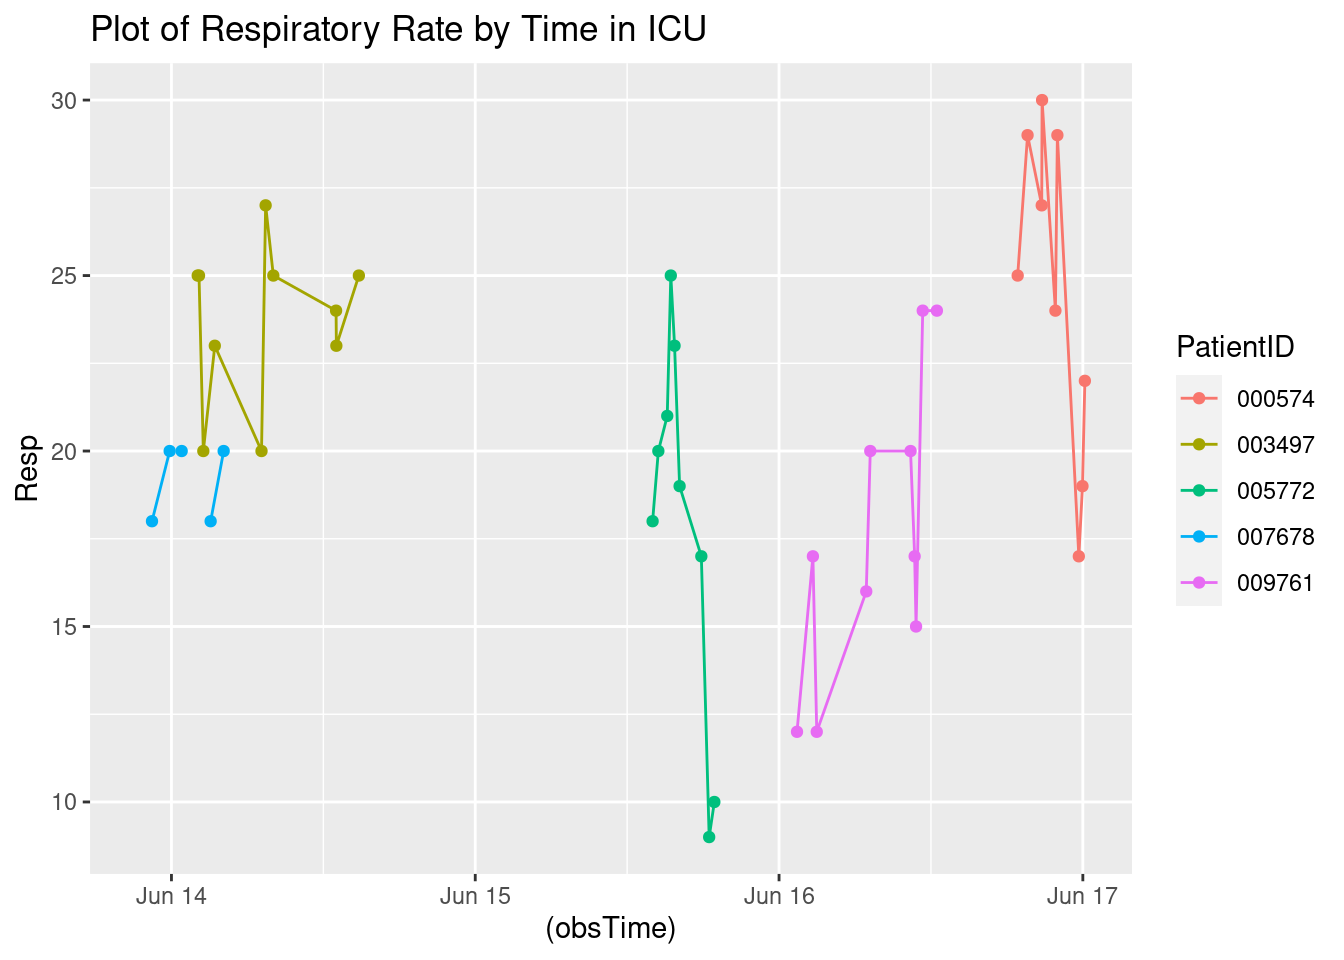 Plot of Respiratory Rate by Time in ICU
30
25
20
15
10
Resp
Jun 14
Jun 15
Jun 16
Jun 17
(obsTime)
PatientID
000574
003497
005772
007678
009761